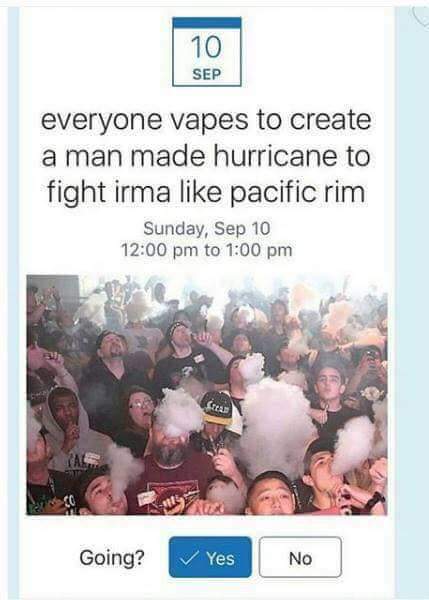 10
SEP
everyone vapes to create
a man made hurricane to
fight irma like pacific rim
Sunday, Sep 10
12:00 pm to 1:00 pm
Going?
Yes
No